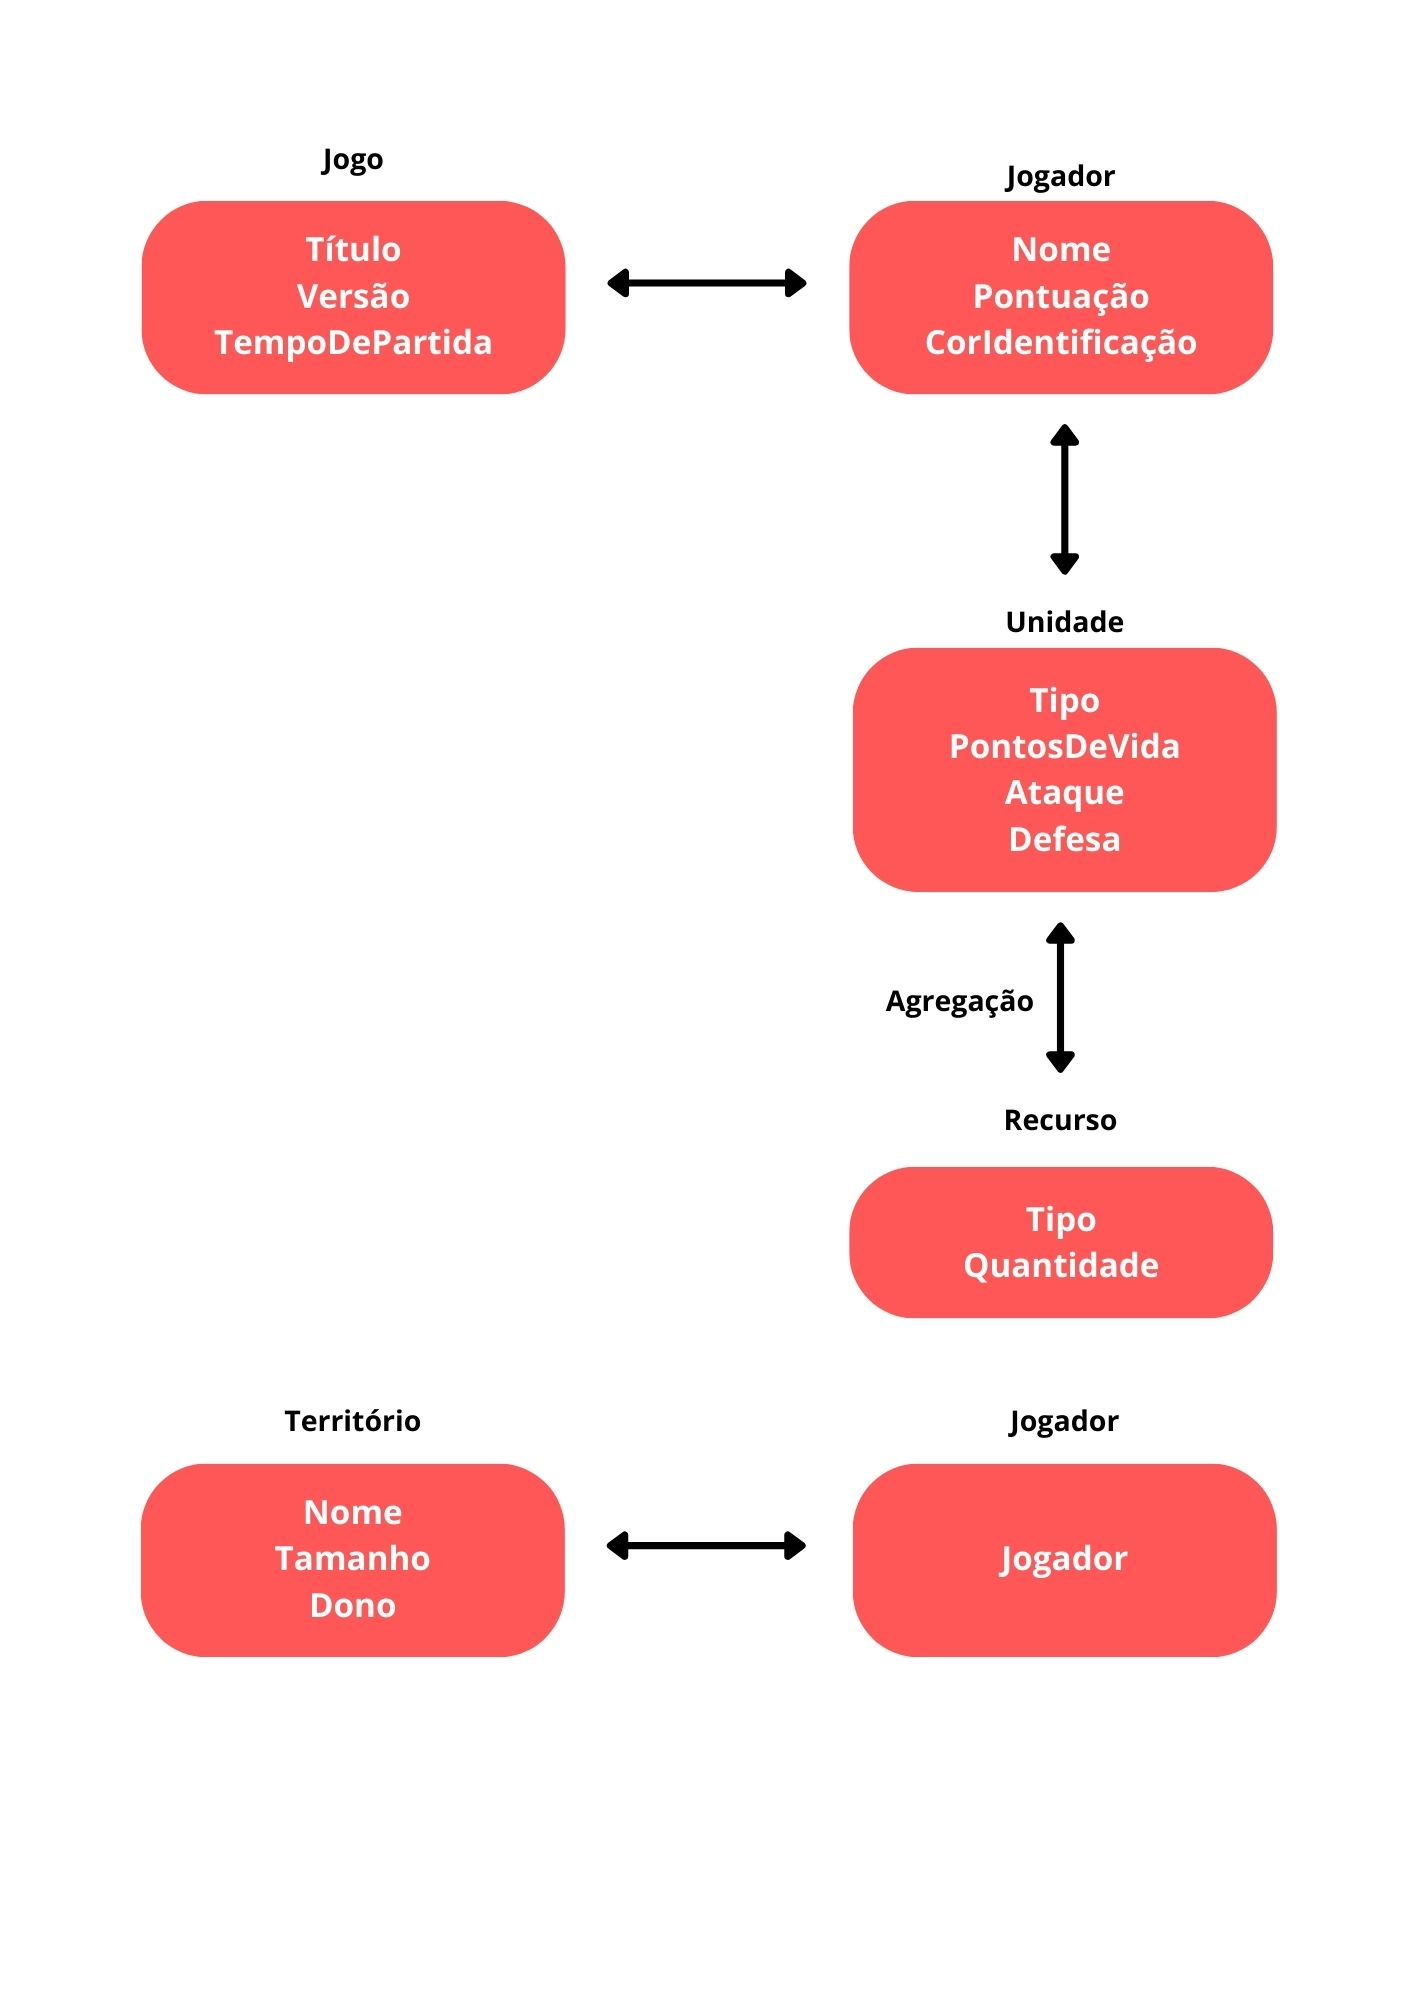 Jogo
Título
Versão
TempoDePartida
Jogador
Nome
Pontuação
CorIdentificação
Unidade
Tipo
PontosDeVida
Ataque
Defesa
Agregação
Recurso
Tipo
Quantidade
Território
Nome
Tamanho
Dono
Jogador
Jogador